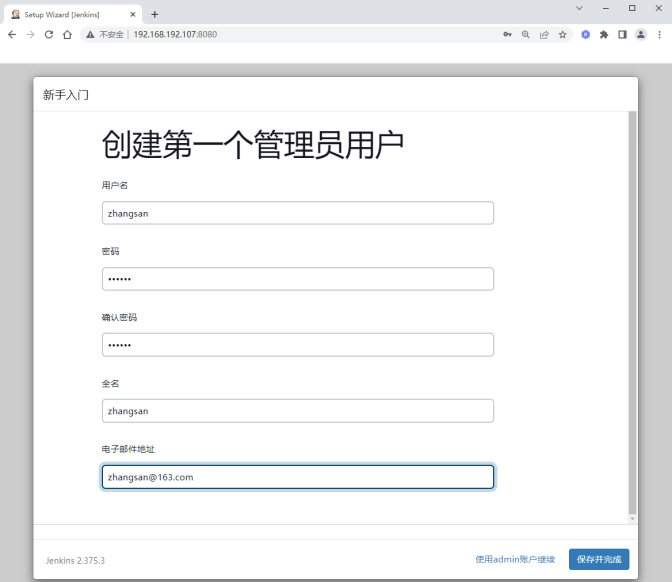 Setup Wizard [Jenkins]
不安全 | 192.168.192.107:8080
新手入门
创建第一个管理员用户
用户名
zhangsan
密码
••••••
确认密码
••••••
全名
zhangsan
电子邮件地址
zhangsan@163.com
Jenkins 2.375.3
使用admin账户继续
保存并完成